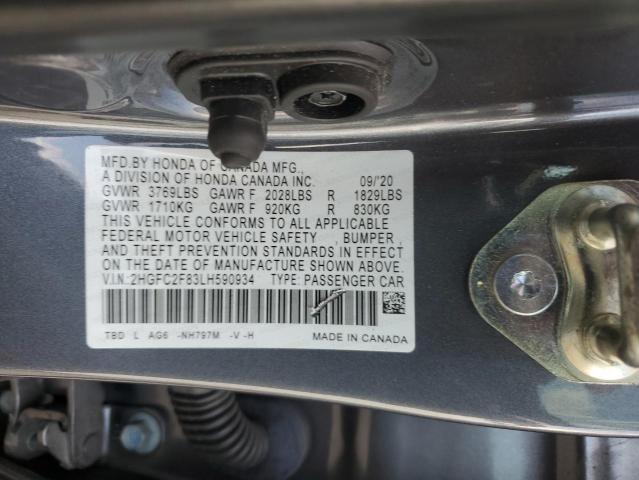 MFD. BY HONDA OF CANADA MFG.,
A DIVISION OF HONDA CANADA INC. 09/'20
GVWR 3769LBS GAWR F 2028LBS R 1829LBS
GVWR 1710KG GAWR F 920KG R 830KG
THIS VEHICLE CONFORMS TO ALL APPLICABLE
FEDERAL MOTOR VEHICLE SAFETY , BUMPER ,
AND THEFT PREVENTION STANDARDS IN EFFECT
ON THE DATE OF MANUFACTURE SHOWN ABOVE.
V.I.N.: 2HGFC2F83LH590934 TYPE: PASSENGER CAR
TBD L AG6 -NH797M -V -H
MADE IN CANADA